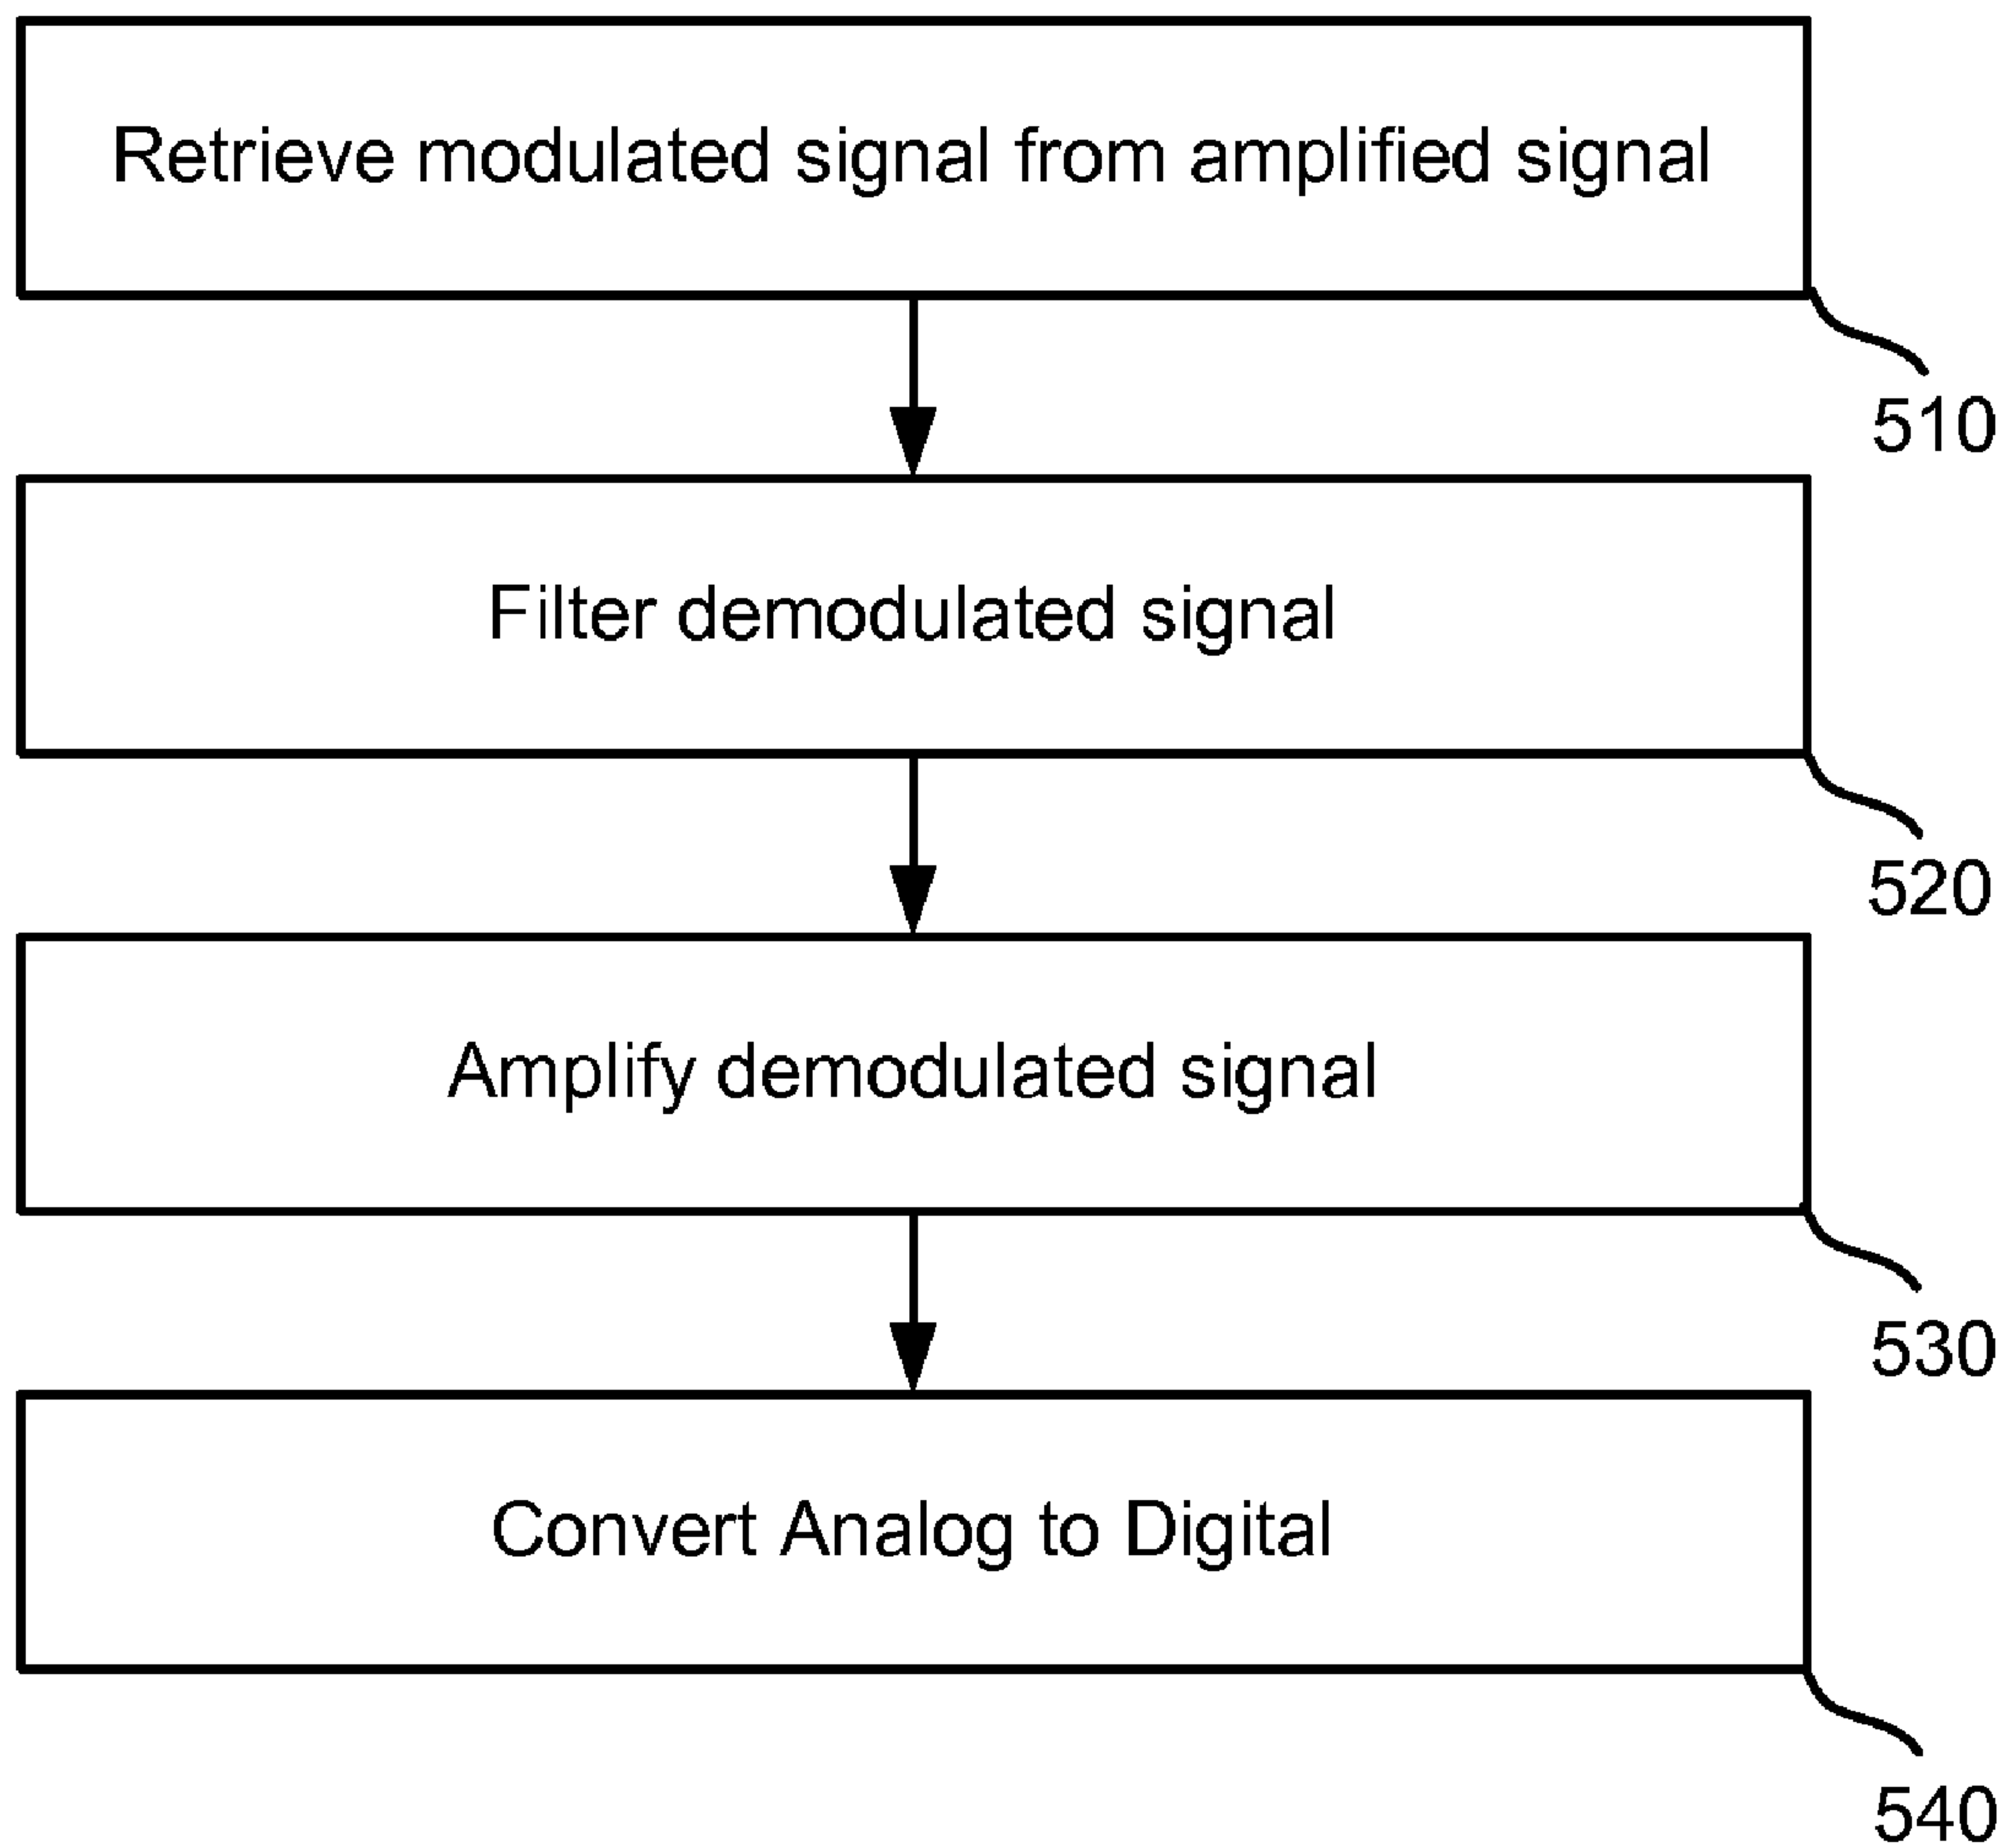 Retrieve modulated signal from amplified signal
510
Filter demodulated signal
520
Amplify demodulated signal
530
Convert Analog to Digital
540